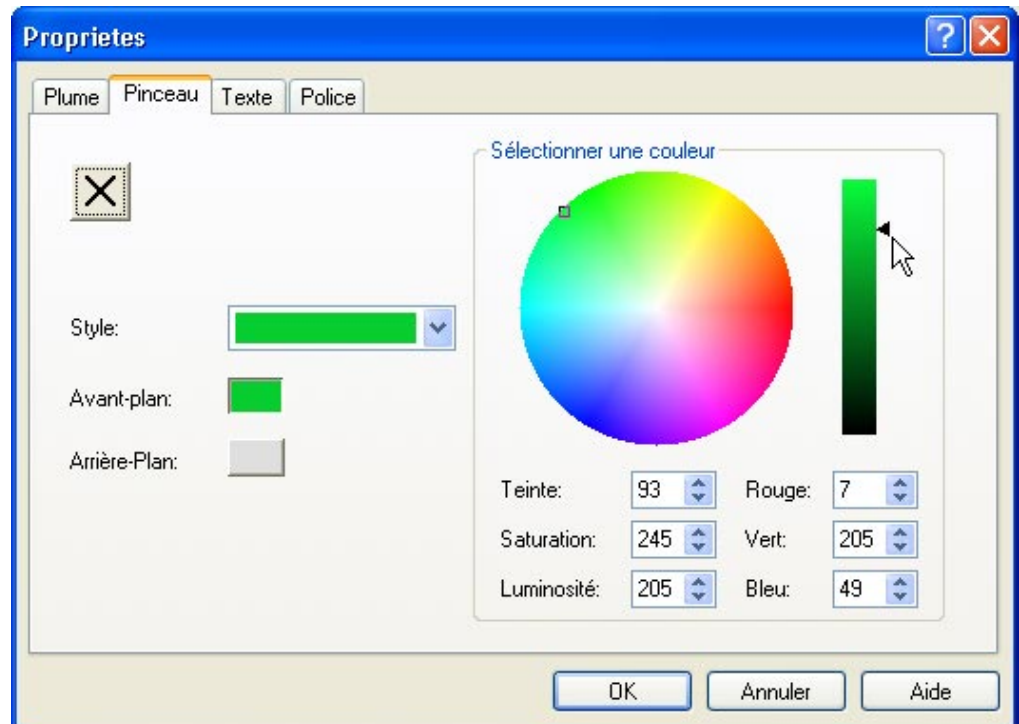 Proprietes
Plume Pinceau Texte Police
Sélectionner une couleur
Style:
Avant-plan:
Arrière-Plan:
Teinte: 93 Rouge: 7
Saturation: 245 Vert: 205
Luminosité: 205 Bleu: 49
OK Annuler Aide